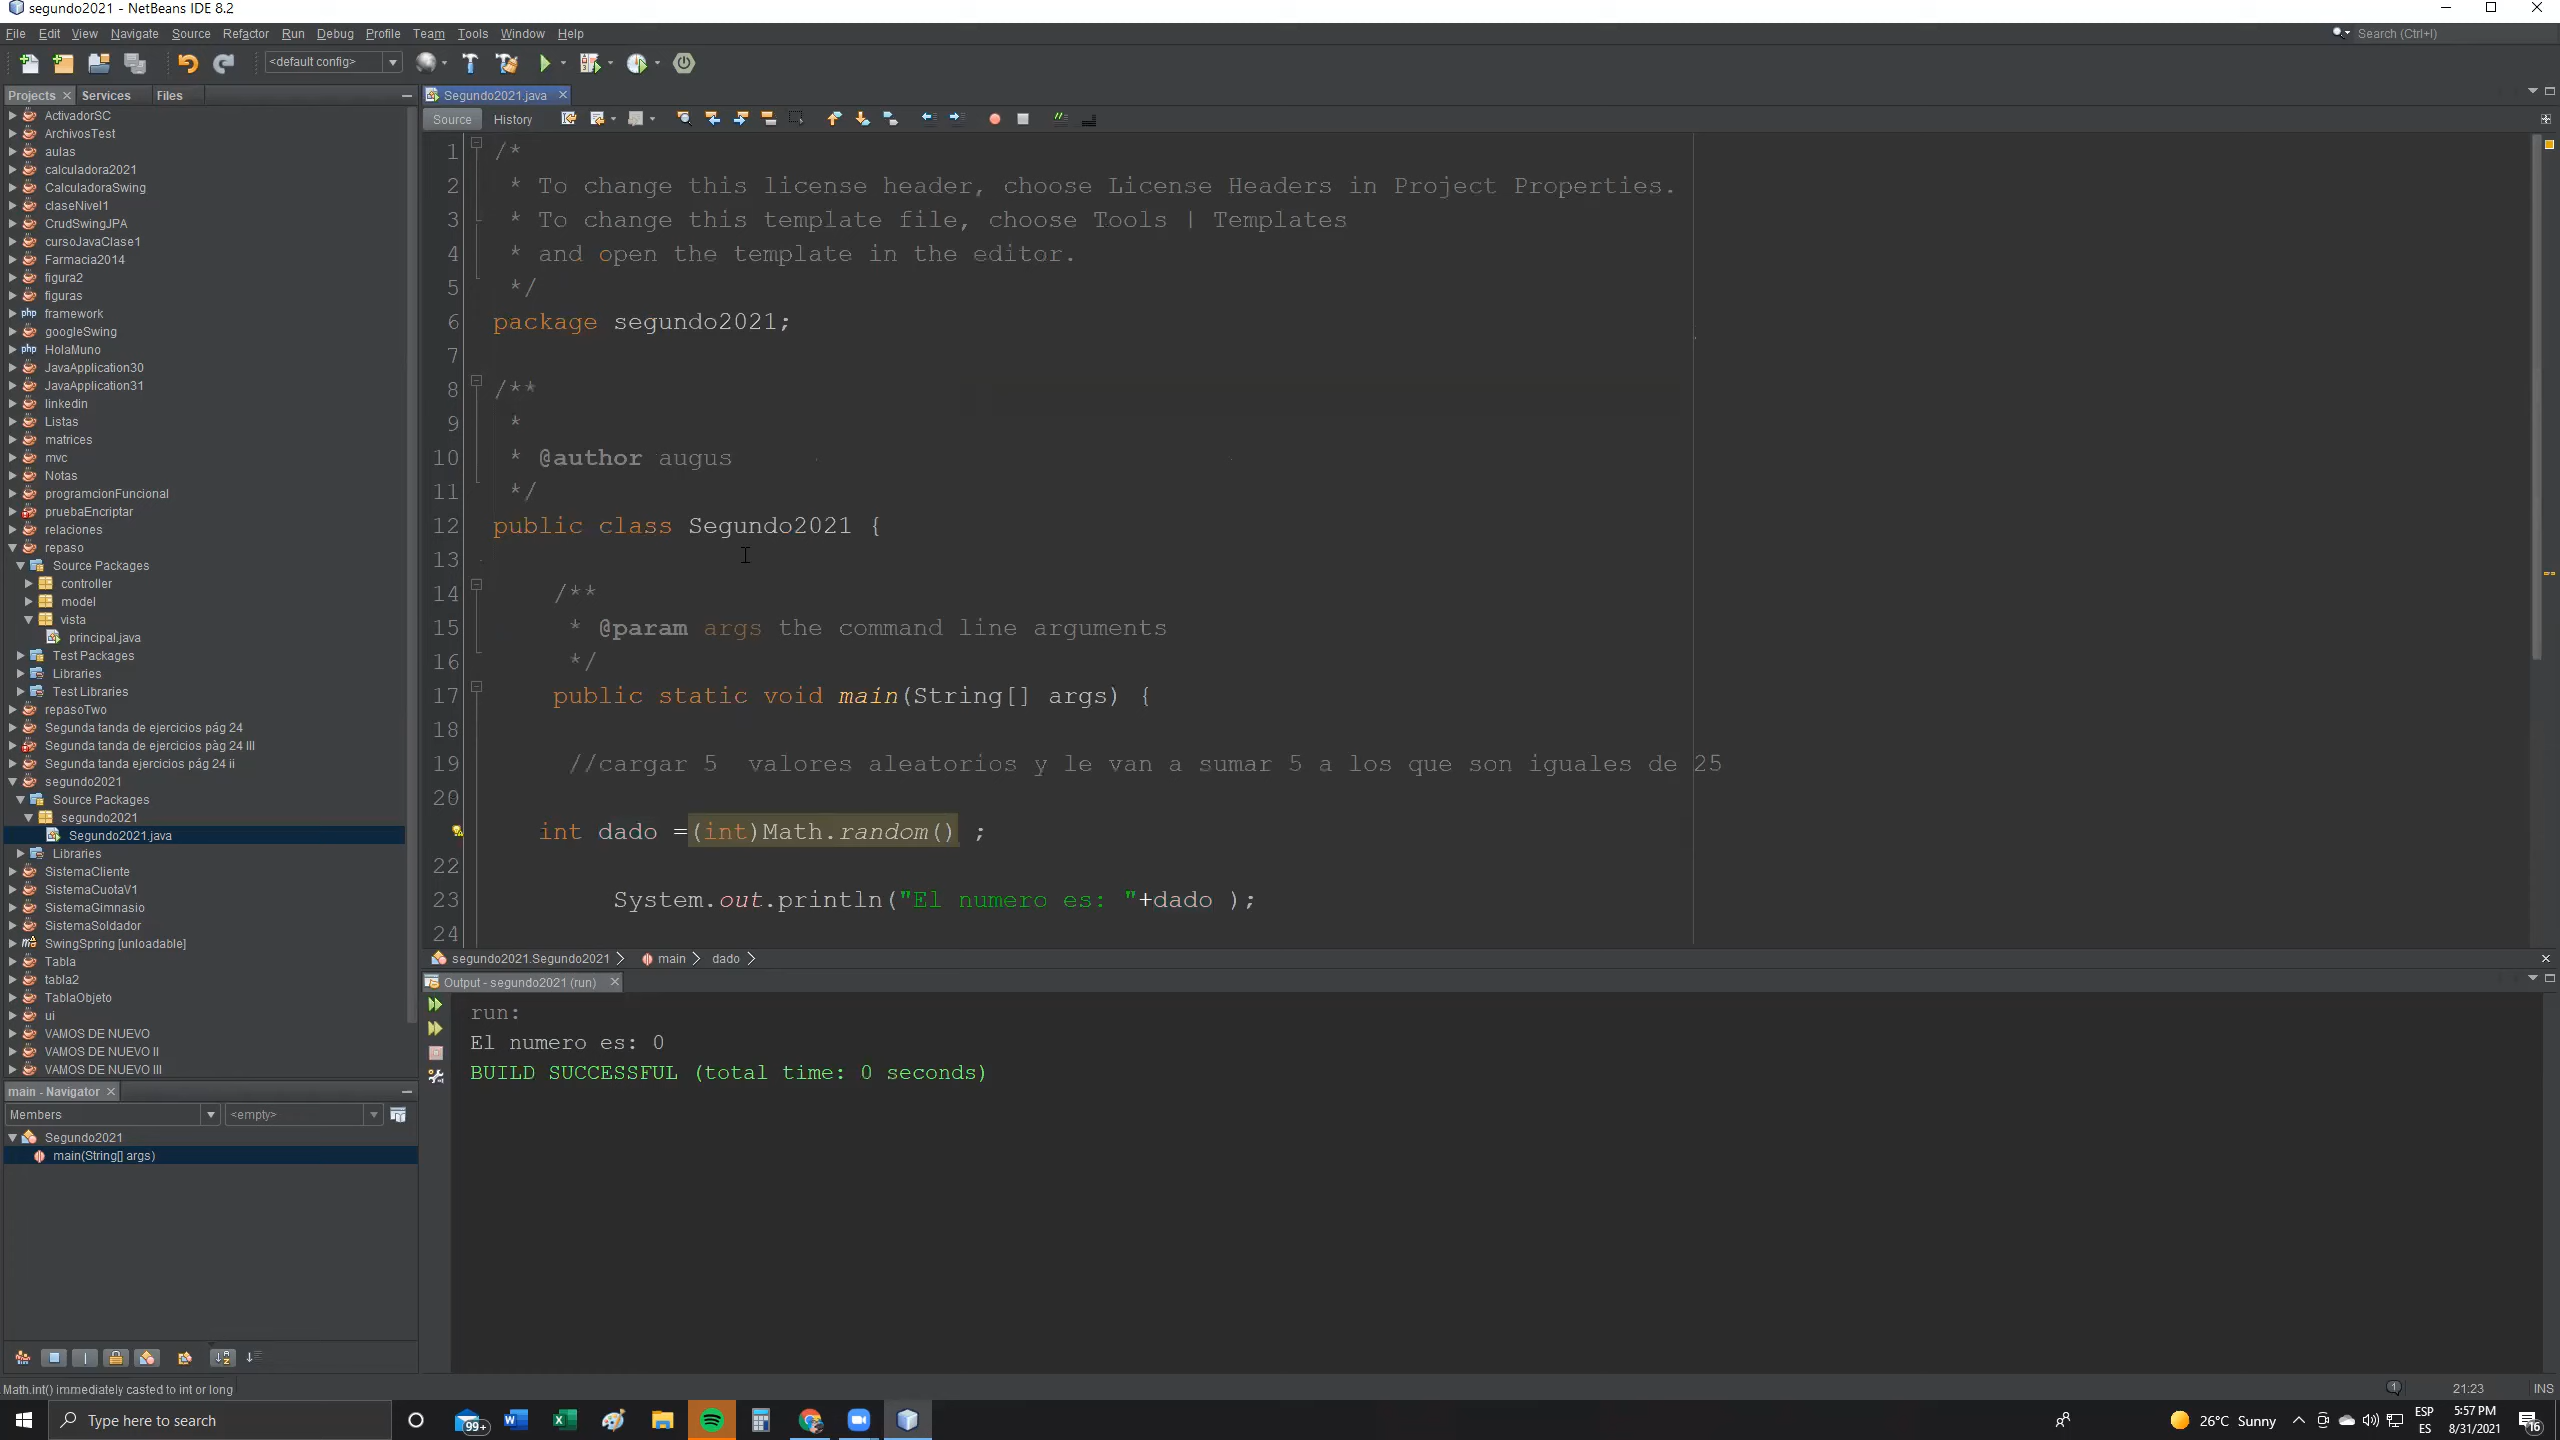 segundo2021 - NetBeans IDE 8.2
File Edit View Navigate Source Refactor Run Debug Profile Team Tools Window Help
Search (Ctrl+I)
<default config>
Projects Services Files
Segundo2021.java
Source History
ActivadorSC
ArchivosTest
aulas
calculadora2021
CalculadoraSwing
claseNivel1
CrudSwingJPA
cursoJavaClase1
Farmacia2014
figura2
figuras
php framework
googleSwing
php HolaMuno
JavaApplication30
JavaApplication31
linkedin
Listas
matrices
mvc
Notas
programcionFuncional
pruebaEncriptar
relaciones
repaso
Source Packages
controller
model
vista
principal.java
Test Packages
Libraries
Test Libraries
repasoTwo
Segunda tanda de ejercicios pág 24
Segunda tanda de ejercicios pàg 24 III
Segunda tanda ejercicios pág 24 ii
segundo2021
Source Packages
segundo2021
Segundo2021.java
Libraries
SistemaCliente
SistemaCuotaV1
SistemaGimnasio
SistemaSoldador
SwingSpring [unloadable]
Tabla
tabla2
TablaObjeto
ui
VAMOS DE NUEVO
VAMOS DE NUEVO II
VAMOS DE NUEVO III
1 /*
2 * To change this license header, choose License Headers in Project Properties.
3 * To change this template file, choose Tools | Templates
4 * and open the template in the editor.
5 */
6 package segundo2021;
7
8 /**
9 *
10 * @author augus
11 */
12 public class Segundo2021 {
13
14 /**
15 * @param args the command line arguments
16 */
17 public static void main(String[] args) {
18
19 //cargar 5 valores aleatorios y le van a sumar 5 a los que son iguales de 25
20
int dado =(int)Math.random() ;
22
23 System.out.println("El numero es: "+dado );
24
segundo2021.Segundo2021 main dado
Output - segundo2021 (run)
run:
El numero es: 0
BUILD SUCCESSFUL (total time: 0 seconds)
main - Navigator
Members <empty>
Segundo2021
main(String[] args)
Math.int() immediately casted to int or long
1
21:23 INS
Type here to search
99+
26°C Sunny
ESP
ES
5:57 PM
8/31/2021
16